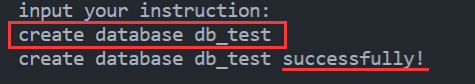 input your instruction:
create database db_test
create database db_test successfully!